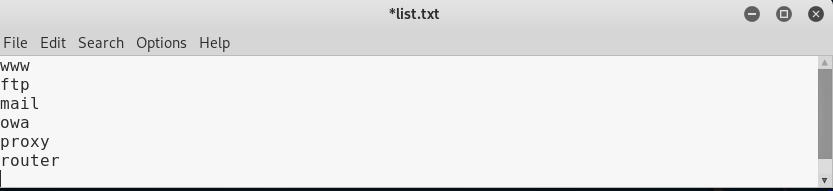 *list.txt
File Edit Search Options Help
www
ftp
mail
owa
proxy
router